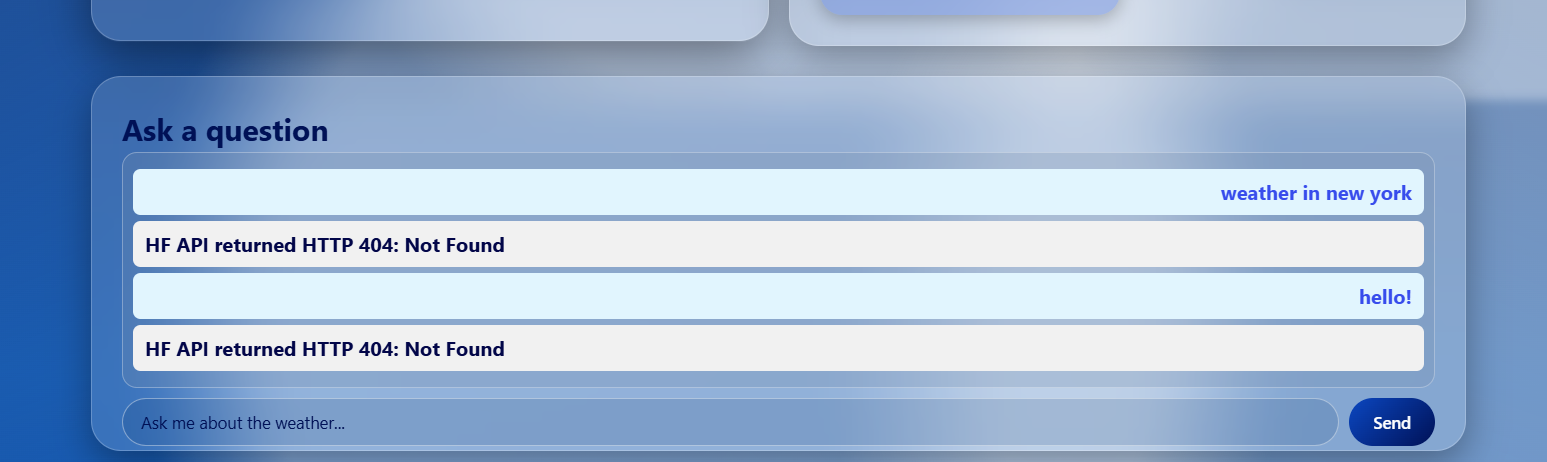 Ask a question
weather in new york
HF API returned HTTP 404: Not Found
hello!
HF API returned HTTP 404: Not Found
Ask me about the weather...
Send